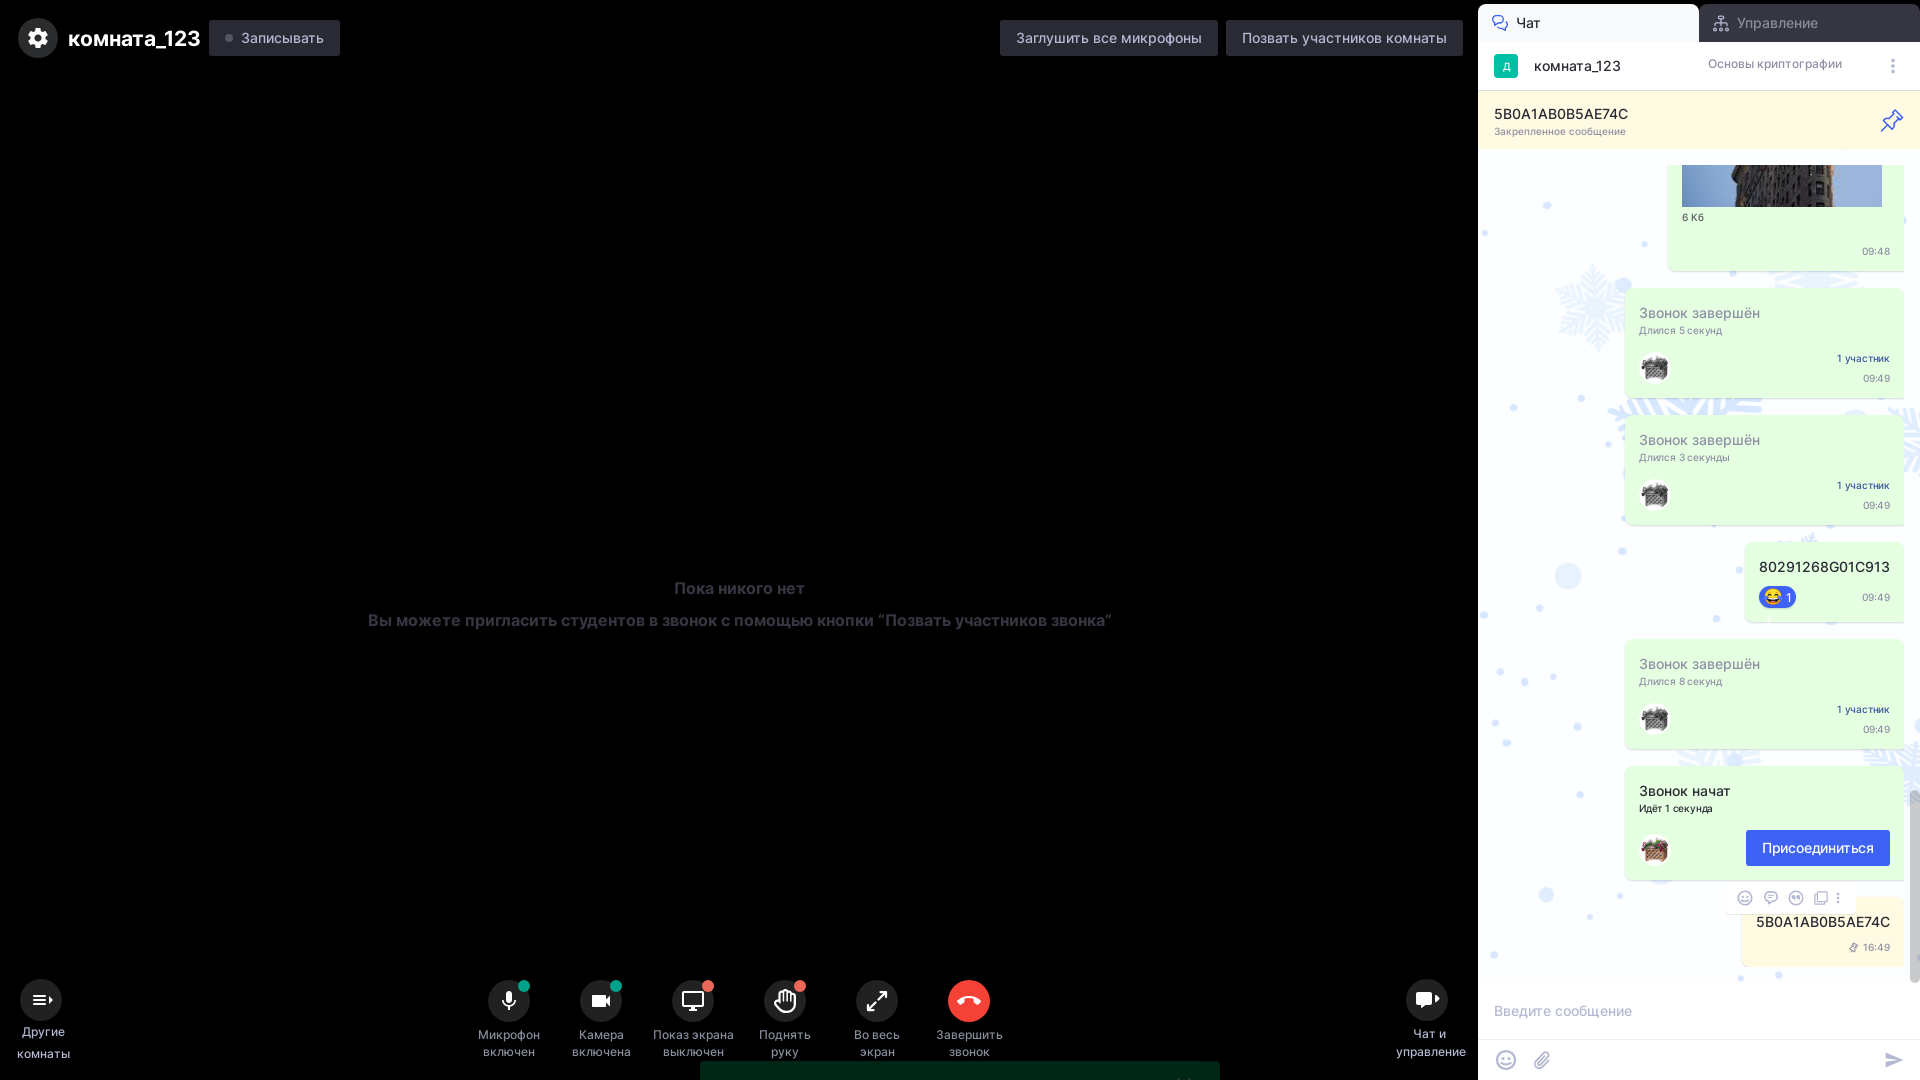 комната_123
Записывать
Заглушить все микрофоны
Позвать участников комнаты
Чат
Управление
Д
комната_123
Основы криптографии
5B0A1AB0B5AE74C
Закрепленное сообщение
6 Кб
09:48
Звонок завершён
Длился 5 секунд
1 участник
09:49
Звонок завершён
Длился 3 секунды
1 участник
09:49
80291268G01C913
1
09:49
Звонок завершён
Длился 8 секунд
1 участник
09:49
Звонок начат
Идёт 1 секунда
Присоединиться
5B0A1AB0B5AE74C
16:49
Введите сообщение
Пока никого нет
Вы можете пригласить студентов в звонок с помощью кнопки “Позвать участников звонка”
Другие
комнаты
Микрофон
включен
Камера
включена
Показ экрана
выключен
Поднять
руку
Во весь
экран
Завершить
звонок
Чат и
управление